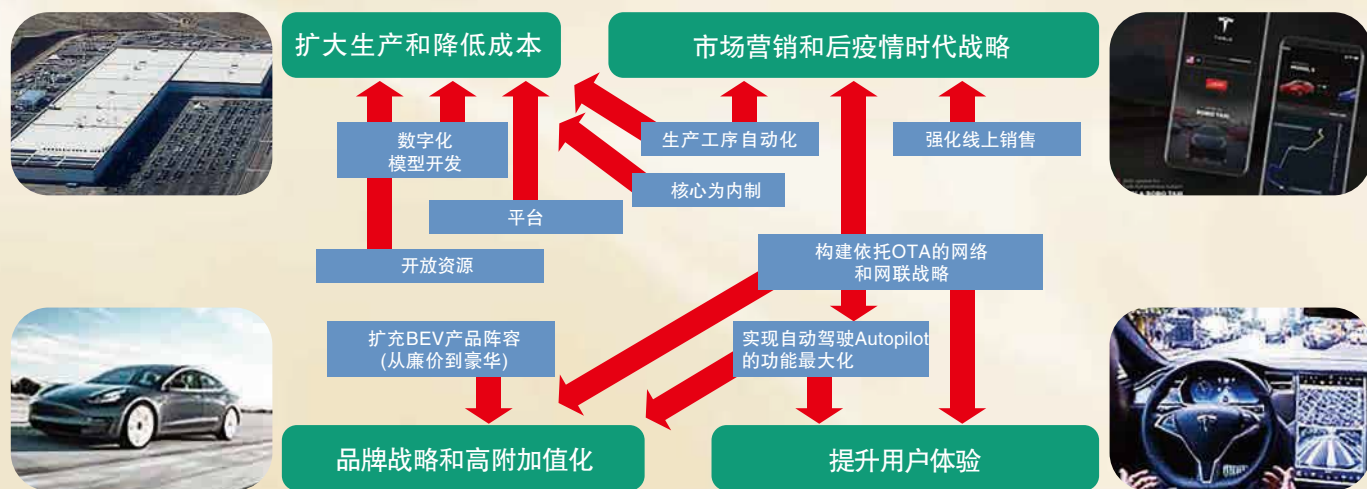 扩大生产和降低成本
市场营销和后疫情时代战略
数字化
模型开发
生产工序自动化
强化线上销售
核心为内制
平台
开放资源
构建依托OTA的网络
和网联战略
扩充BEV产品阵容
(从廉价到豪华)
实现自动驾驶Autopilot
的功能最大化
品牌战略和高附加值化
提升用户体验
TESLA
ROBO TAXI